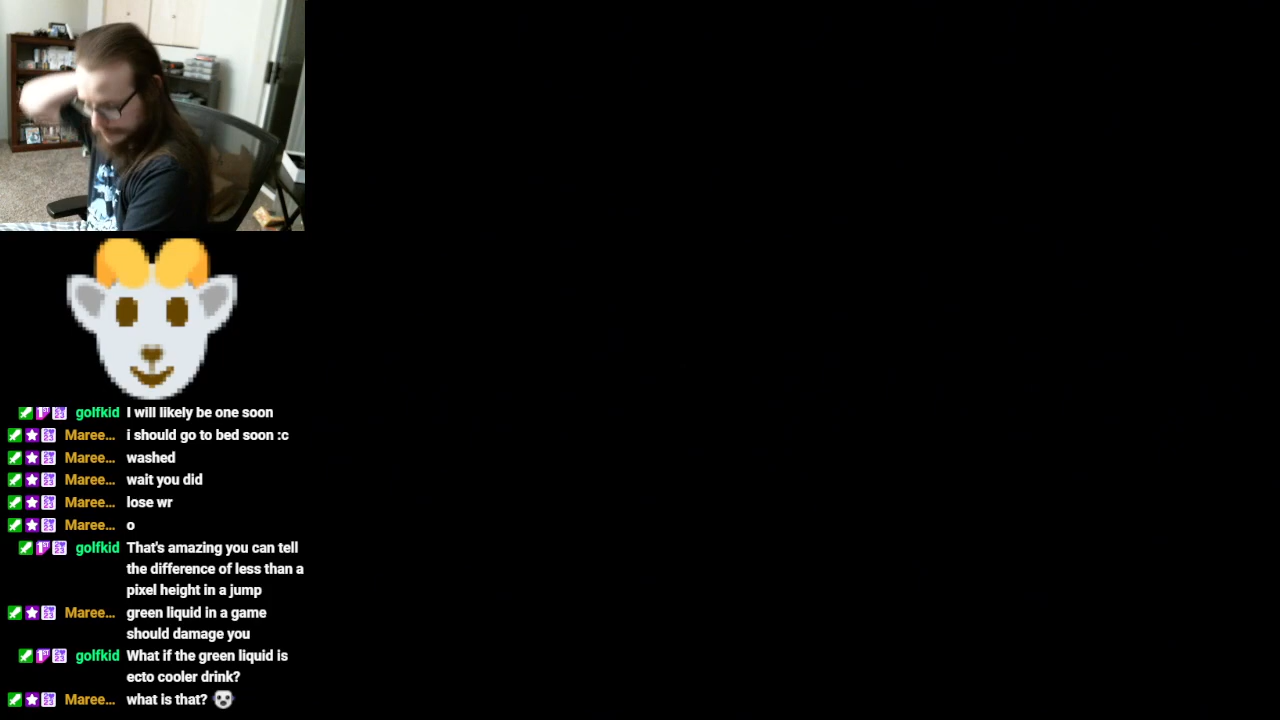 golfkid I will likely be one soon
Maree... i should go to bed soon :c
Maree... washed
Maree... wait you did
Maree... lose wr
Maree... o
golfkid That's amazing you can tell
the difference of less than a
pixel height in a jump
Maree... green liquid in a game
should damage you
golfkid What if the green liquid is
ecto cooler drink?
Maree... what is that?